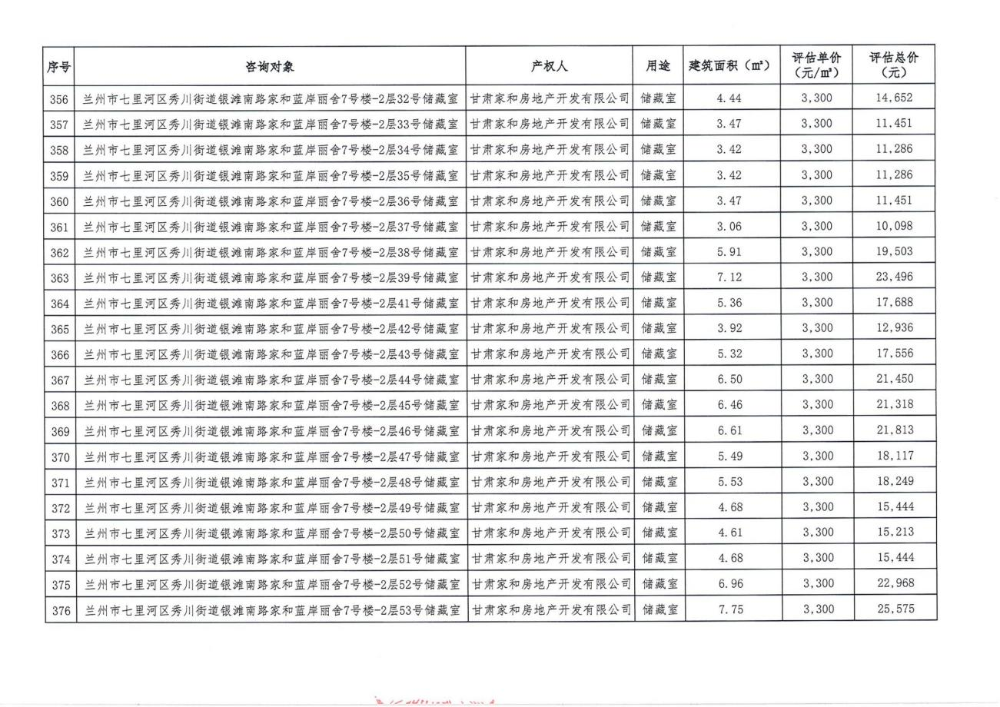 序号 咨询对象 产权人 用途 建筑面积（㎡） 评估单价（元/㎡） 评估总价（元）
356 兰州市七里河区秀川街道银滩南路家和蓝岸丽舍7号楼-2层32号储藏室 甘肃家和房地产开发有限公司 储藏室 4.44 3,300 14,652
357 兰州市七里河区秀川街道银滩南路家和蓝岸丽舍7号楼-2层33号储藏室 甘肃家和房地产开发有限公司 储藏室 3.47 3,300 11,451
358 兰州市七里河区秀川街道银滩南路家和蓝岸丽舍7号楼-2层34号储藏室 甘肃家和房地产开发有限公司 储藏室 3.42 3,300 11,286
359 兰州市七里河区秀川街道银滩南路家和蓝岸丽舍7号楼-2层35号储藏室 甘肃家和房地产开发有限公司 储藏室 3.42 3,300 11,286
360 兰州市七里河区秀川街道银滩南路家和蓝岸丽舍7号楼-2层36号储藏室 甘肃家和房地产开发有限公司 储藏室 3.47 3,300 11,451
361 兰州市七里河区秀川街道银滩南路家和蓝岸丽舍7号楼-2层37号储藏室 甘肃家和房地产开发有限公司 储藏室 3.06 3,300 10,098
362 兰州市七里河区秀川街道银滩南路家和蓝岸丽舍7号楼-2层38号储藏室 甘肃家和房地产开发有限公司 储藏室 5.91 3,300 19,503
363 兰州市七里河区秀川街道银滩南路家和蓝岸丽舍7号楼-2层39号储藏室 甘肃家和房地产开发有限公司 储藏室 7.12 3,300 23,496
364 兰州市七里河区秀川街道银滩南路家和蓝岸丽舍7号楼-2层41号储藏室 甘肃家和房地产开发有限公司 储藏室 5.36 3,300 17,688
365 兰州市七里河区秀川街道银滩南路家和蓝岸丽舍7号楼-2层42号储藏室 甘肃家和房地产开发有限公司 储藏室 3.92 3,300 12,936
366 兰州市七里河区秀川街道银滩南路家和蓝岸丽舍7号楼-2层43号储藏室 甘肃家和房地产开发有限公司 储藏室 5.32 3,300 17,556
367 兰州市七里河区秀川街道银滩南路家和蓝岸丽舍7号楼-2层44号储藏室 甘肃家和房地产开发有限公司 储藏室 6.50 3,300 21,450
368 兰州市七里河区秀川街道银滩南路家和蓝岸丽舍7号楼-2层45号储藏室 甘肃家和房地产开发有限公司 储藏室 6.46 3,300 21,318
369 兰州市七里河区秀川街道银滩南路家和蓝岸丽舍7号楼-2层46号储藏室 甘肃家和房地产开发有限公司 储藏室 6.61 3,300 21,813
370 兰州市七里河区秀川街道银滩南路家和蓝岸丽舍7号楼-2层47号储藏室 甘肃家和房地产开发有限公司 储藏室 5.49 3,300 18,117
371 兰州市七里河区秀川街道银滩南路家和蓝岸丽舍7号楼-2层48号储藏室 甘肃家和房地产开发有限公司 储藏室 5.53 3,300 18,249
372 兰州市七里河区秀川街道银滩南路家和蓝岸丽舍7号楼-2层49号储藏室 甘肃家和房地产开发有限公司 储藏室 4.68 3,300 15,444
373 兰州市七里河区秀川街道银滩南路家和蓝岸丽舍7号楼-2层50号储藏室 甘肃家和房地产开发有限公司 储藏室 4.61 3,300 15,213
374 兰州市七里河区秀川街道银滩南路家和蓝岸丽舍7号楼-2层51号储藏室 甘肃家和房地产开发有限公司 储藏室 4.68 3,300 15,444
375 兰州市七里河区秀川街道银滩南路家和蓝岸丽舍7号楼-2层52号储藏室 甘肃家和房地产开发有限公司 储藏室 6.96 3,300 22,968
376 兰州市七里河区秀川街道银滩南路家和蓝岸丽舍7号楼-2层53号储藏室 甘肃家和房地产开发有限公司 储藏室 7.75 3,300 25,575